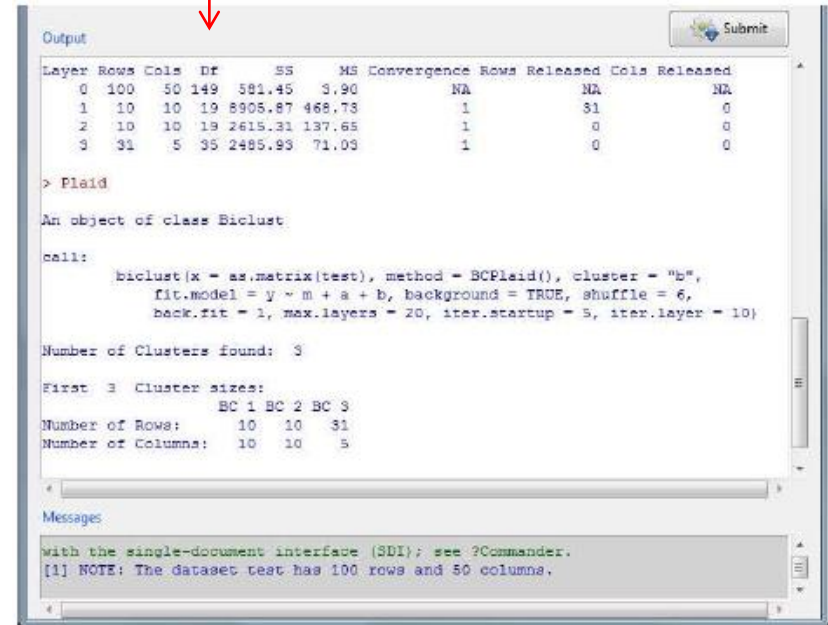 Output
Submit
Layer Rows Cols Df SS MS Convergence Rows Released Cols Released
0 100 50 149 581.45 3.90 NA NA NA
1 10 10 19 8905.87 468.73 1 31 0
2 10 10 19 2615.31 137.65 1 0 0
3 31 5 35 2485.93 71.03 1 0 0
> Plaid
An object of class Biclust
call:
biclust(x = as.matrix(test), method = BCPlaid(), cluster = "b",
fit.model = y ~ m + a + b, background = TRUE, shuffle = 6,
back.fit = 1, max.layers = 20, iter.startup = 5, iter.layer = 10)
Number of Clusters found: 3
First 3 Cluster sizes:
BC 1 BC 2 BC 3
Number of Rows: 10 10 31
Number of Columns: 10 10 5
Messages
with the single-document interface (SDI); see ?Commander.
[1] NOTE: The dataset test has 100 rows and 50 columns.